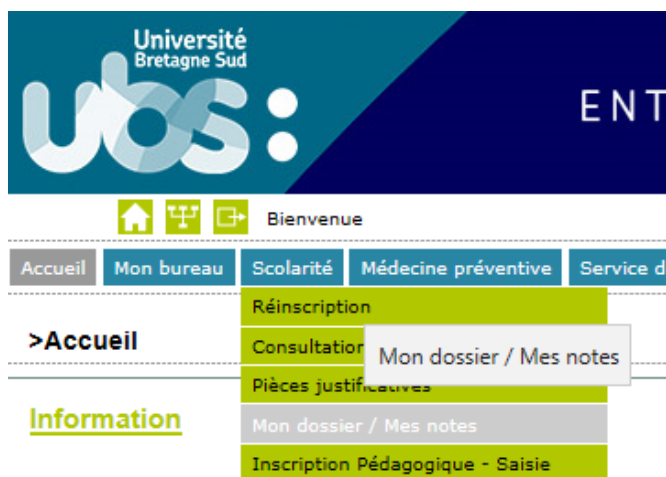 Université
Bretagne Sud
ubs:
ENT
Bienvenue
Accueil Mon bureau Scolarité Médecine préventive Service d
Réinscription
>Accueil
Consultation
Mon dossier / Mes notes
Pièces justificatives
Information
Mon dossier / Mes notes
Inscription Pédagogique - Saisie